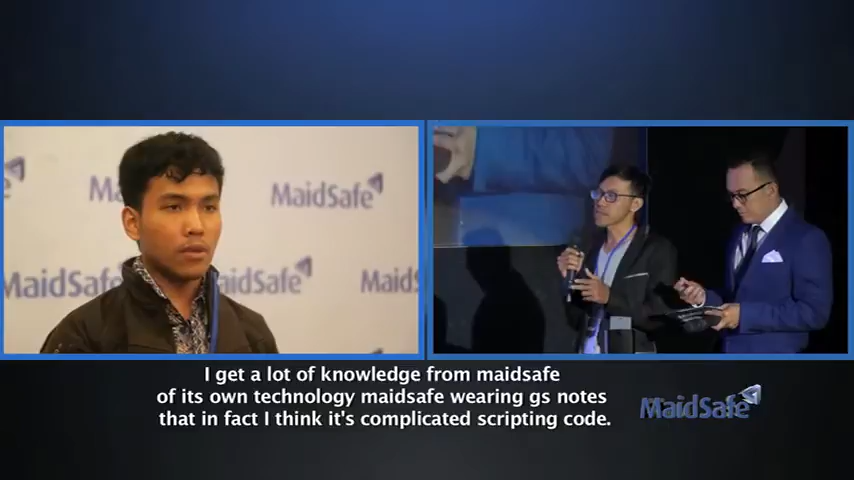 MaidSafe
MaidSafe
MaidSafe
I get a lot of knowledge from maidsafe
of its own technology maidsafe wearing gs notes
that in fact I think it's complicated scripting code.
MaidSafe